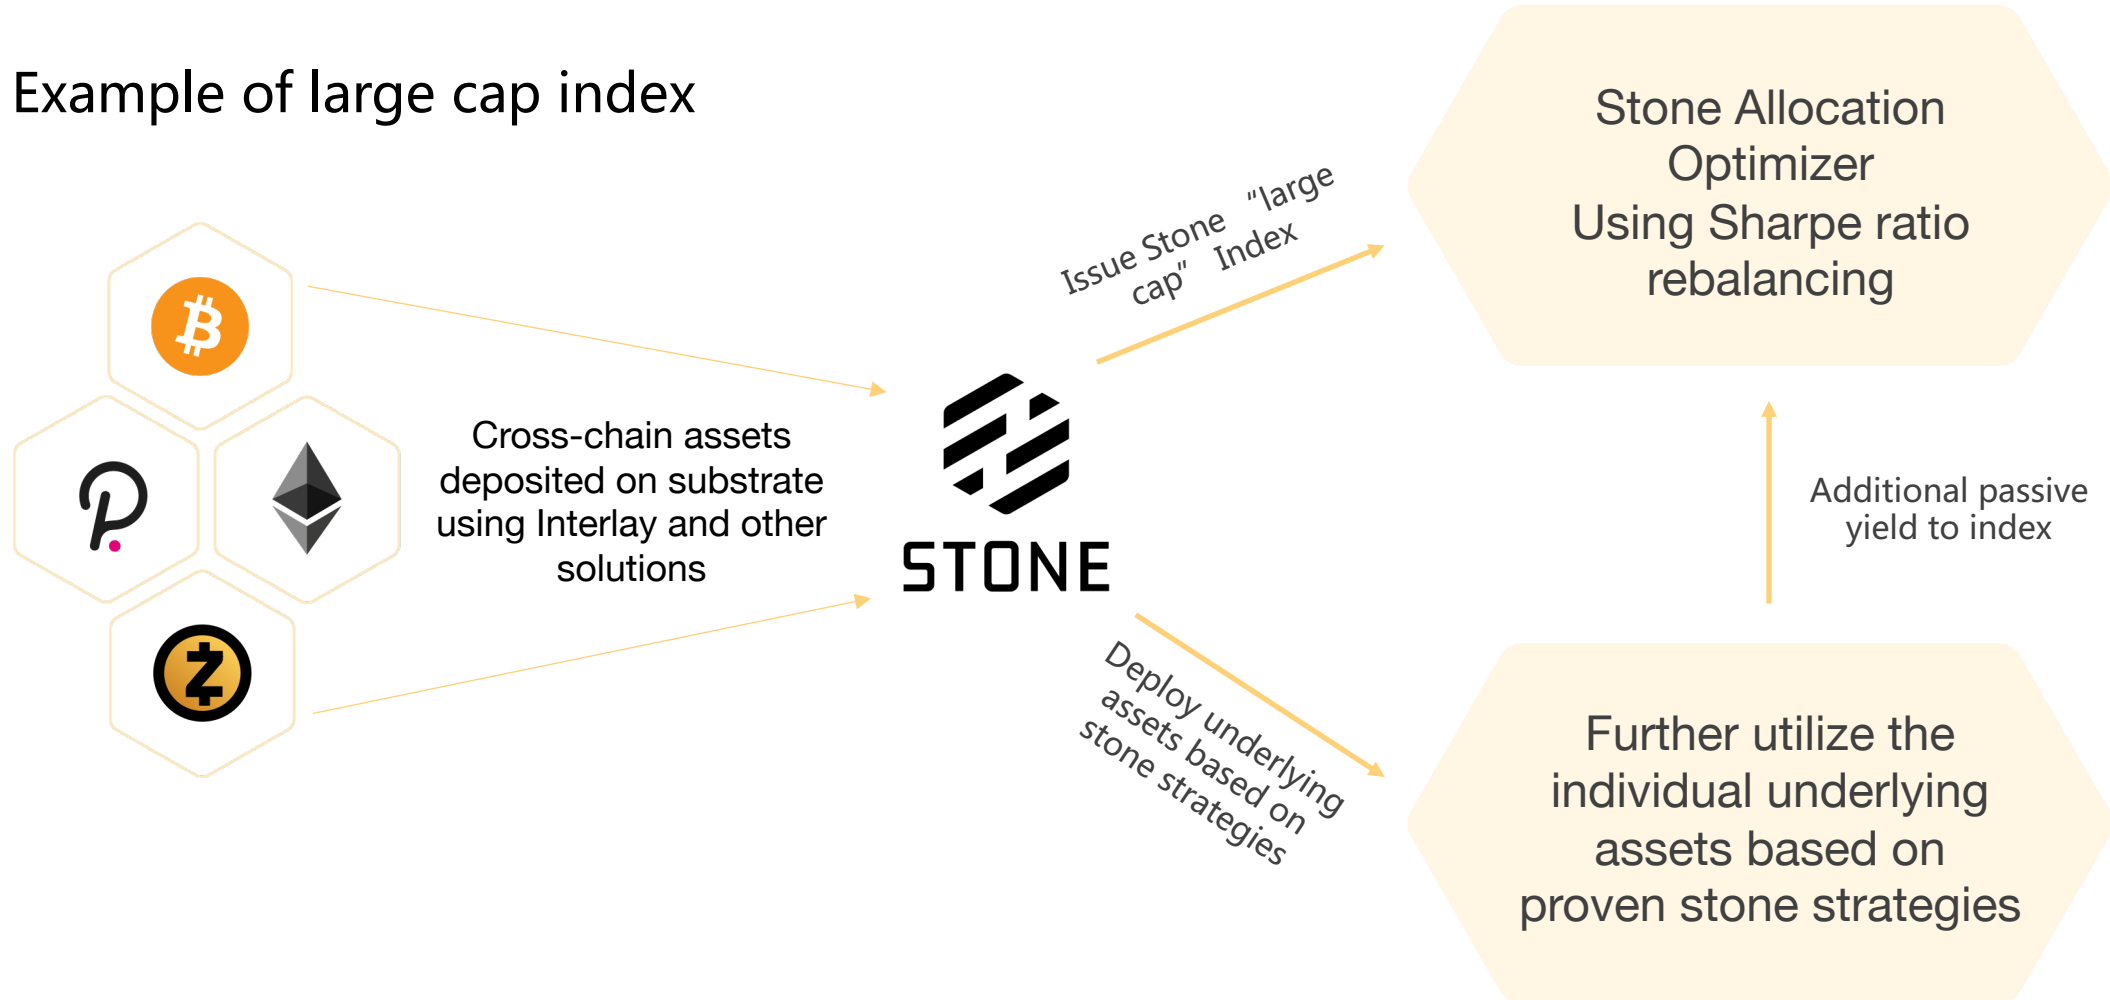 Example of large cap index
Cross-chain assets
deposited on substrate
using Interlay and other
solutions
STONE
Issue Stone “large
cap” Index
Stone Allocation
Optimizer
Using Sharpe ratio
rebalancing
Additional passive
yield to index
Deploy underlying
assets based on
stone strategies
Further utilize the
individual underlying
assets based on
proven stone strategies